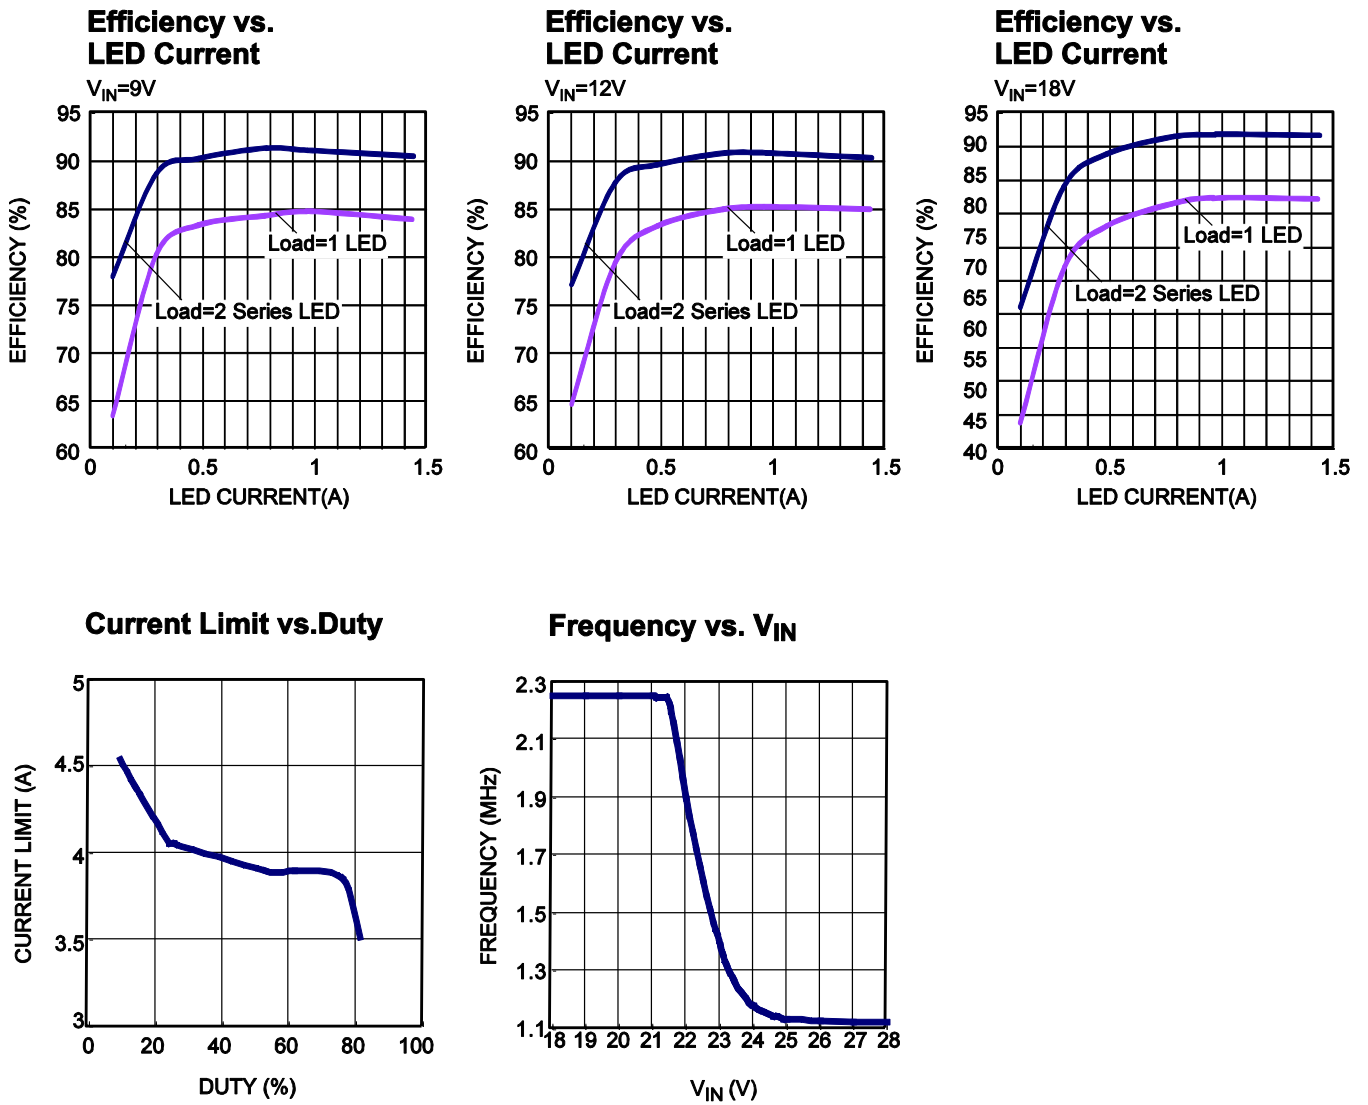 Efficiency vs.
LED Current
VIN=9V
95
90
85
80
75
70
65
60
EFFICIENCY (%)
Load=1 LED
Load=2 Series LED
0 0.5 1 1.5
LED CURRENT(A)
Efficiency vs.
LED Current
VIN=12V
95
90
85
80
75
70
65
60
EFFICIENCY (%)
Load=1 LED
Load=2 Series LED
0 0.5 1 1.5
LED CURRENT(A)
Efficiency vs.
LED Current
VIN=18V
95
90
85
80
75
70
65
60
55
50
45
40
EFFICIENCY (%)
Load=1 LED
Load=2 Series LED
0 0.5 1 1.5
LED CURRENT(A)
Current Limit vs.Duty
5
4.5
4
3.5
3
CURRENT LIMIT (A)
0 20 40 60 80 100
DUTY (%)
Frequency vs. VIN
2.3
2.1
1.9
1.7
1.5
1.3
1.1
FREQUENCY (MHz)
18 19 20 21 22 23 24 25 26 27 28
VIN (V)